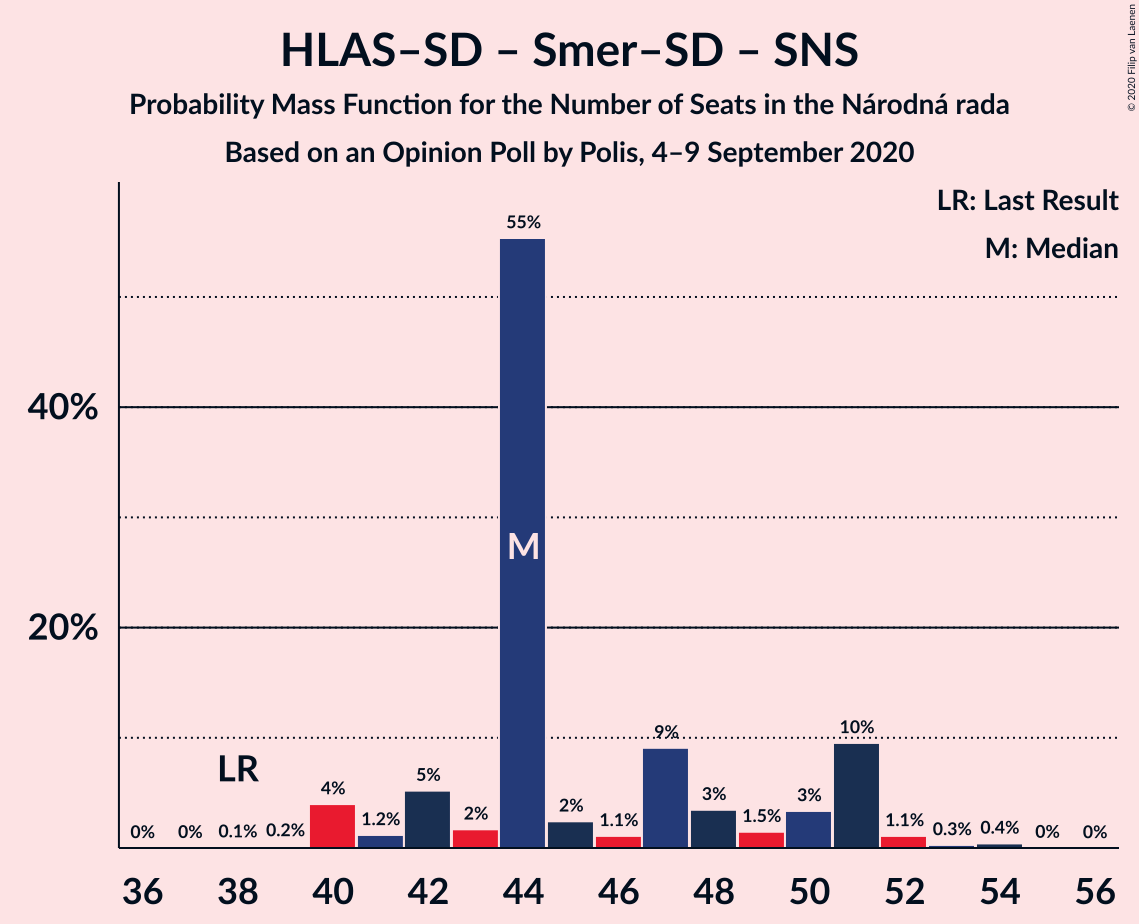 © 2020 Filip van Laenen
HLAS–SD – Smer–SD – SNS
Probability Mass Function for the Number of Seats in the Národná rada
Based on an Opinion Poll by Polis, 4–9 September 2020
LR: Last Result
M: Median
55%
40%
M
20%
LR
0% 0% 0.1% 0.2% 4% 1.2% 5% 2% 2% 1.1% 9% 3% 1.5% 3% 10% 1.1% 0.3% 0.4% 0% 0%
36 38 40 42 44 46 48 50 52 54 56